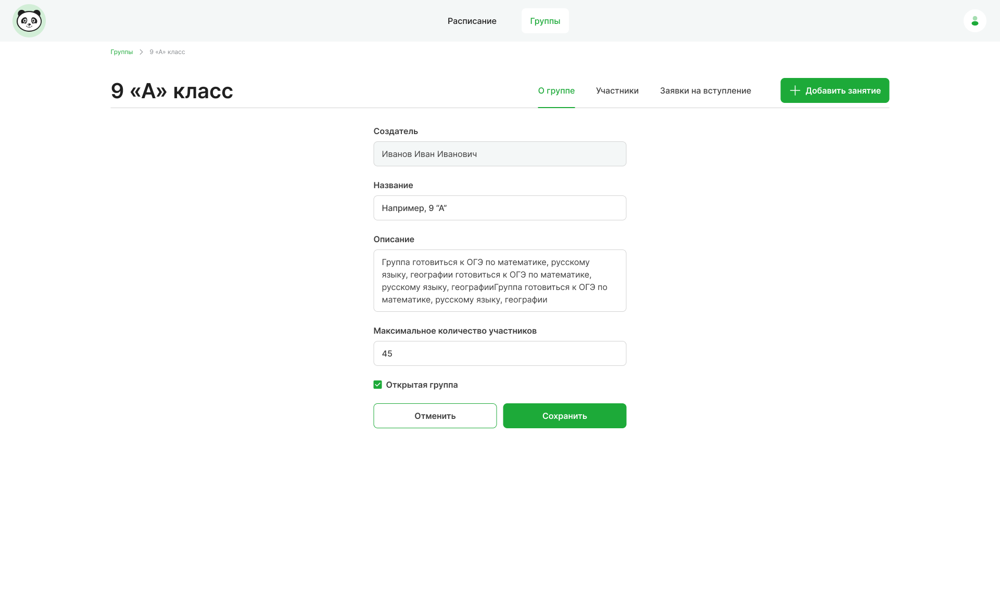 Расписание
Группы
Группы
9 «А» класс
9 «А» класс
О группе
Участники
Заявки на вступление
Добавить занятие
Создатель
Иванов Иван Иванович
Название
Например, 9 “А”
Описание
Группа готовиться к ОГЭ по математике, русскому
языку, географии готовиться к ОГЭ по математике,
русскому языку, географииГруппа готовиться к ОГЭ по
математике, русскому языку, географии
Максимальное количество участников
45
Открытая группа
Отменить
Сохранить